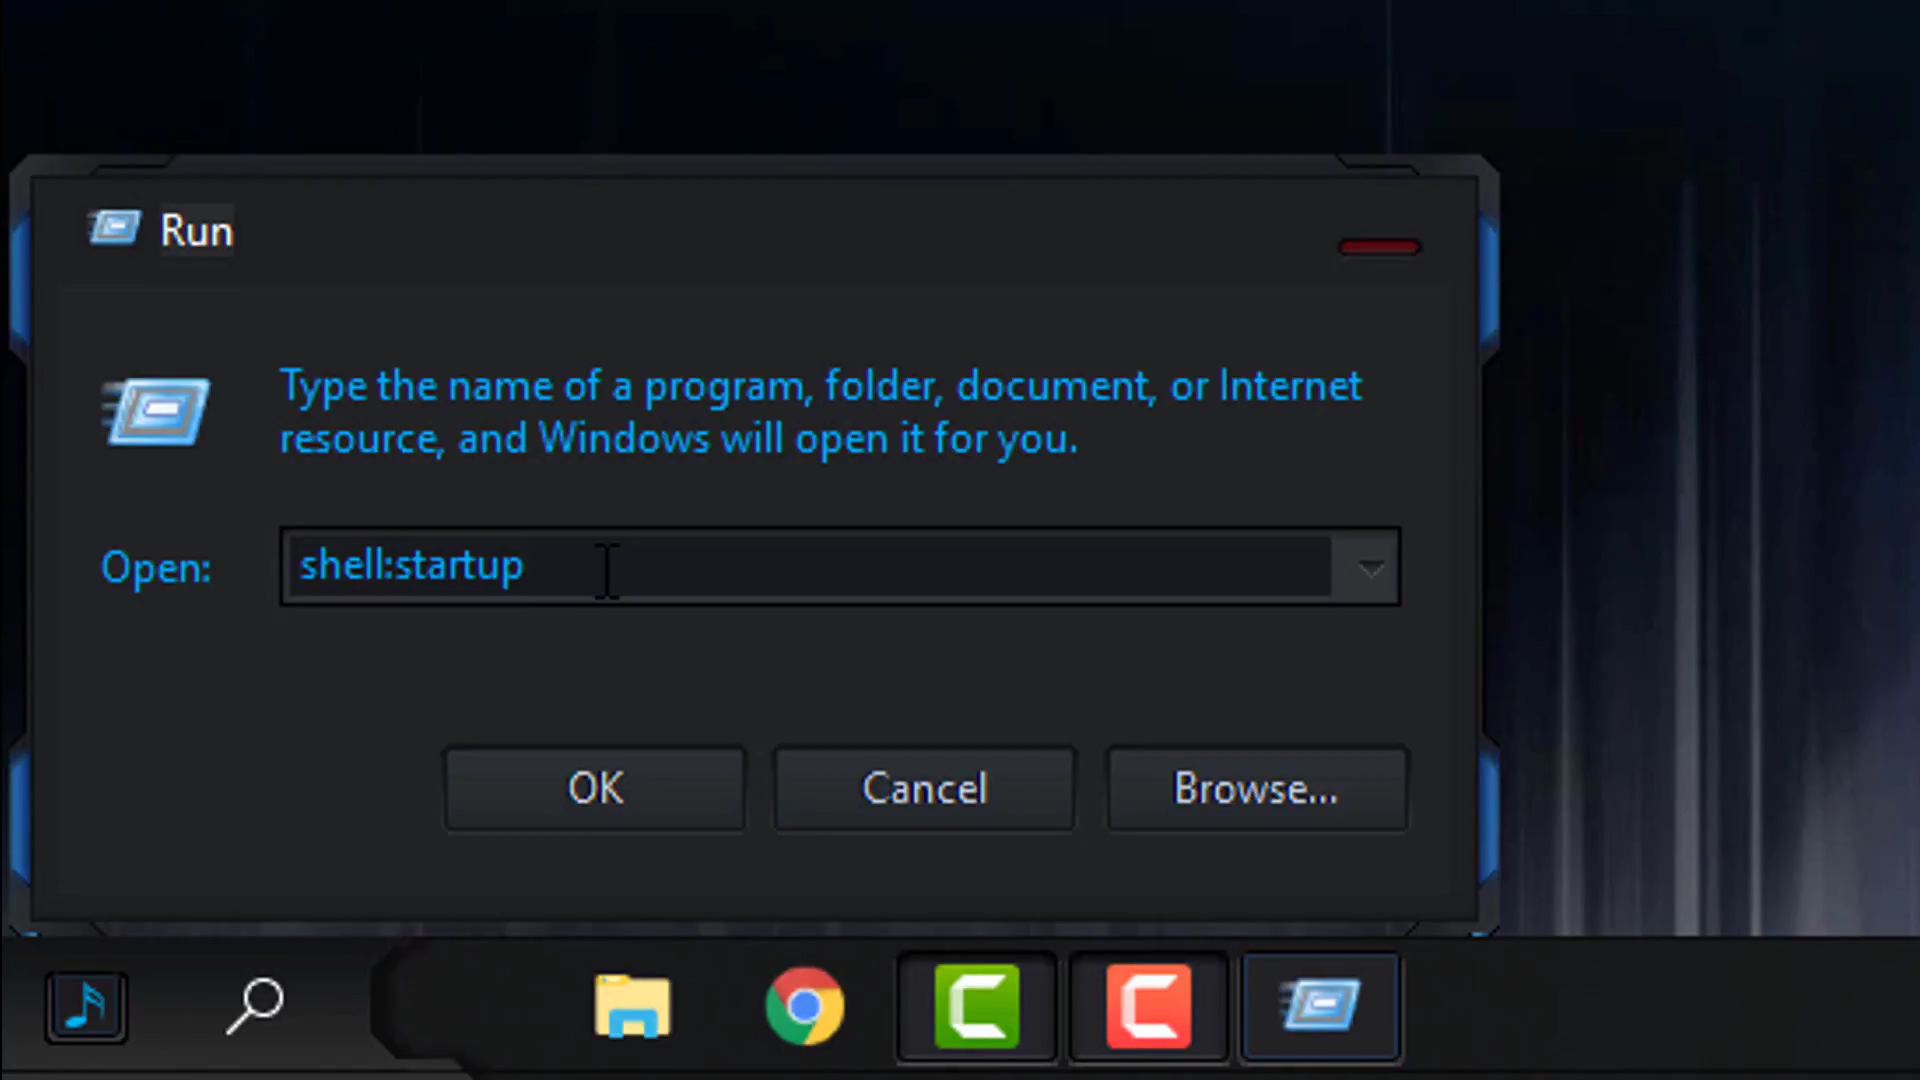 Run
Type the name of a program, folder, document, or Internet
resource, and Windows will open it for you.
Open:
shell:startup
OK
Cancel
Browse...